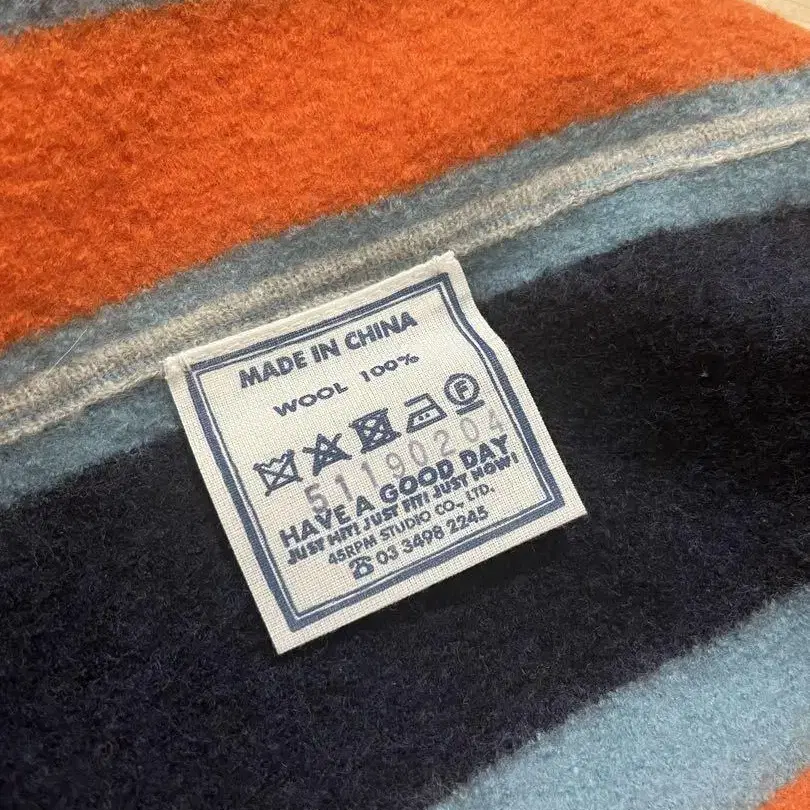 MADE IN CHINA
WOOL 100%
F
51190204
HAVE A GOOD DAY
JUST HIT! JUST FIT! JUST NOW!
45RPM STUDIO CO., LTD.
☎ 03 3498 2245